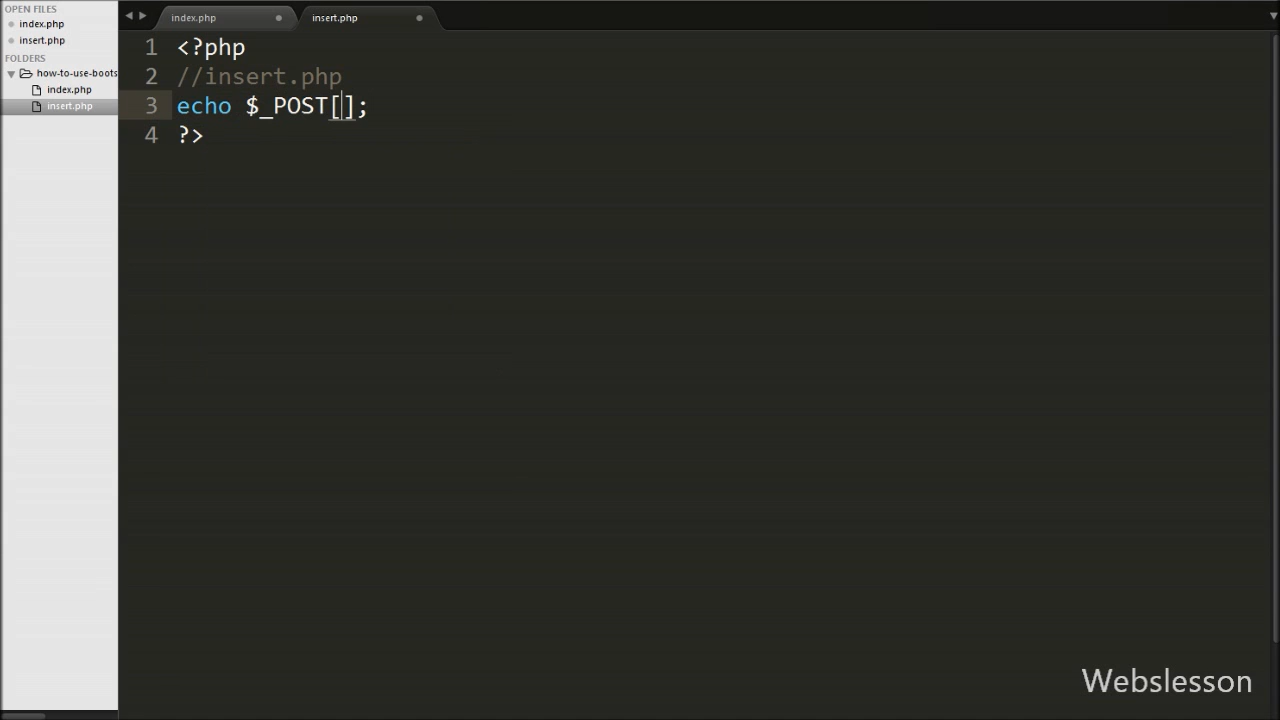 OPEN FILES
index.php
insert.php
FOLDERS
how-to-use-boots
index.php
insert.php
index.php
insert.php
1 <?php
2 //insert.php
3 echo $_POST[];
4 ?>
Webslesson